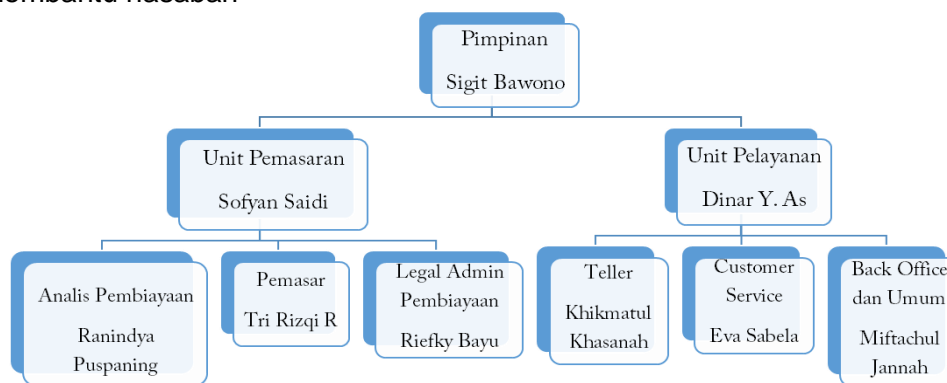 Pimpinan
Sigit Bawono
Unit Pemasaran
Sofyan Saidi
Unit Pelayanan
Dinar Y. As
Analis Pembiayaan
Ranindya
Puspaning
Pemasar
Tri Rizqi R
Legal Admin
Pembiayaan
Riefky Bayu
Teller
Khikmatul
Khasanah
Customer
Service
Eva Sabela
Back Office
dan Umum
Miftachul
Jannah